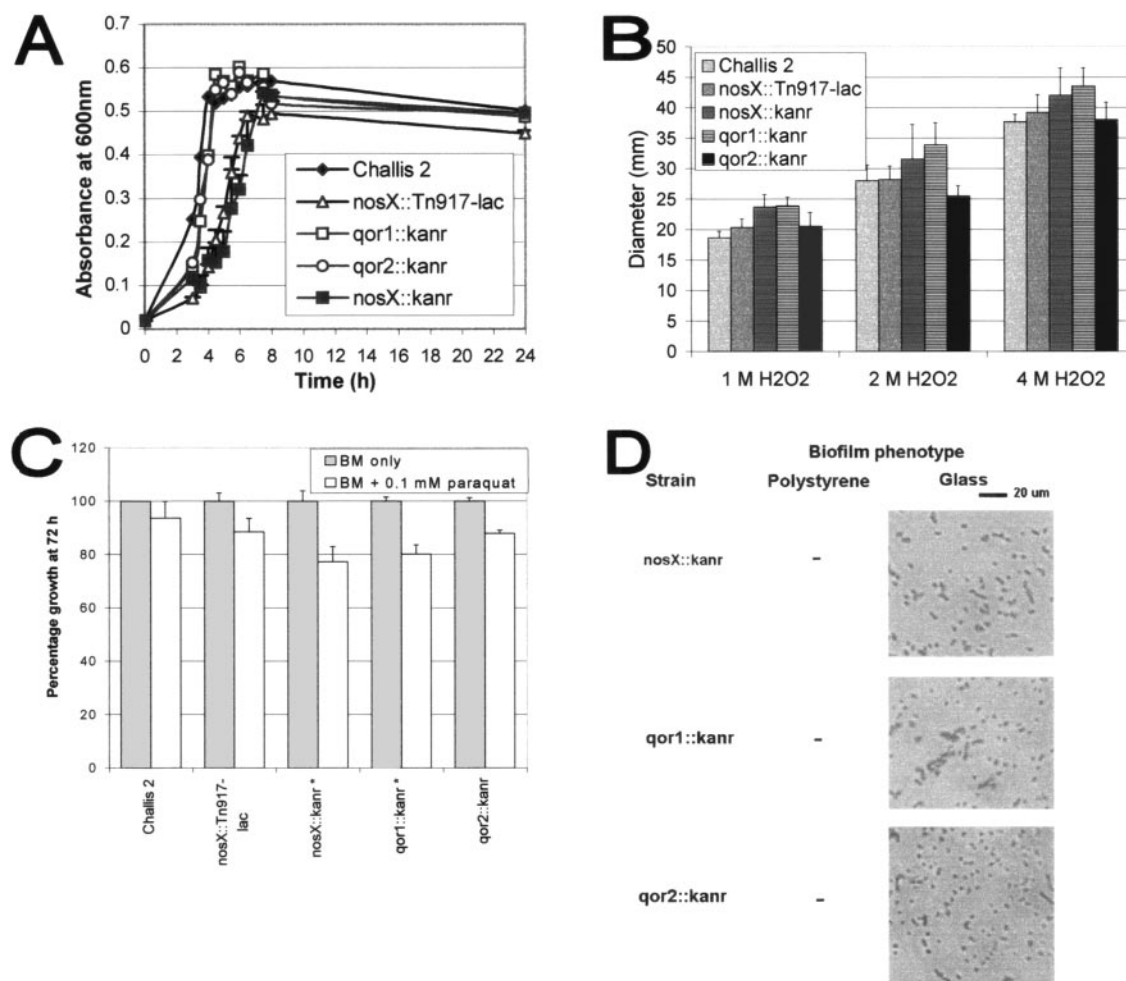 A
Absorbance at 600nm
0.7
0.6
0.5
0.4
0.3
0.2
0.1
0
0 2 4 6 8 10 12 14 16 18 20 22 24
Time (h)
Challis 2
nosX::Tn917-lac
qor1::kanr
qor2::kanr
nosX::kanr
B
Diameter (mm)
50
45
40
35
30
25
20
15
10
5
0
Challis 2
nosX::Tn917-lac
nosX::kanr
qor1::kanr
qor2::kanr
1 M H2O2 2 M H2O2 4 M H2O2
C
Percentage growth at 72 h
120
100
80
60
40
20
0
BM only
BM + 0.1 mM paraquat
Challis 2
nosX::Tn917-
lac
nosX::kanr *
qor1::kanr *
qor2::kanr
D
Biofilm phenotype
Strain Polystyrene Glass
20 um
nosX::kanr -
qor1::kanr -
qor2::kanr -